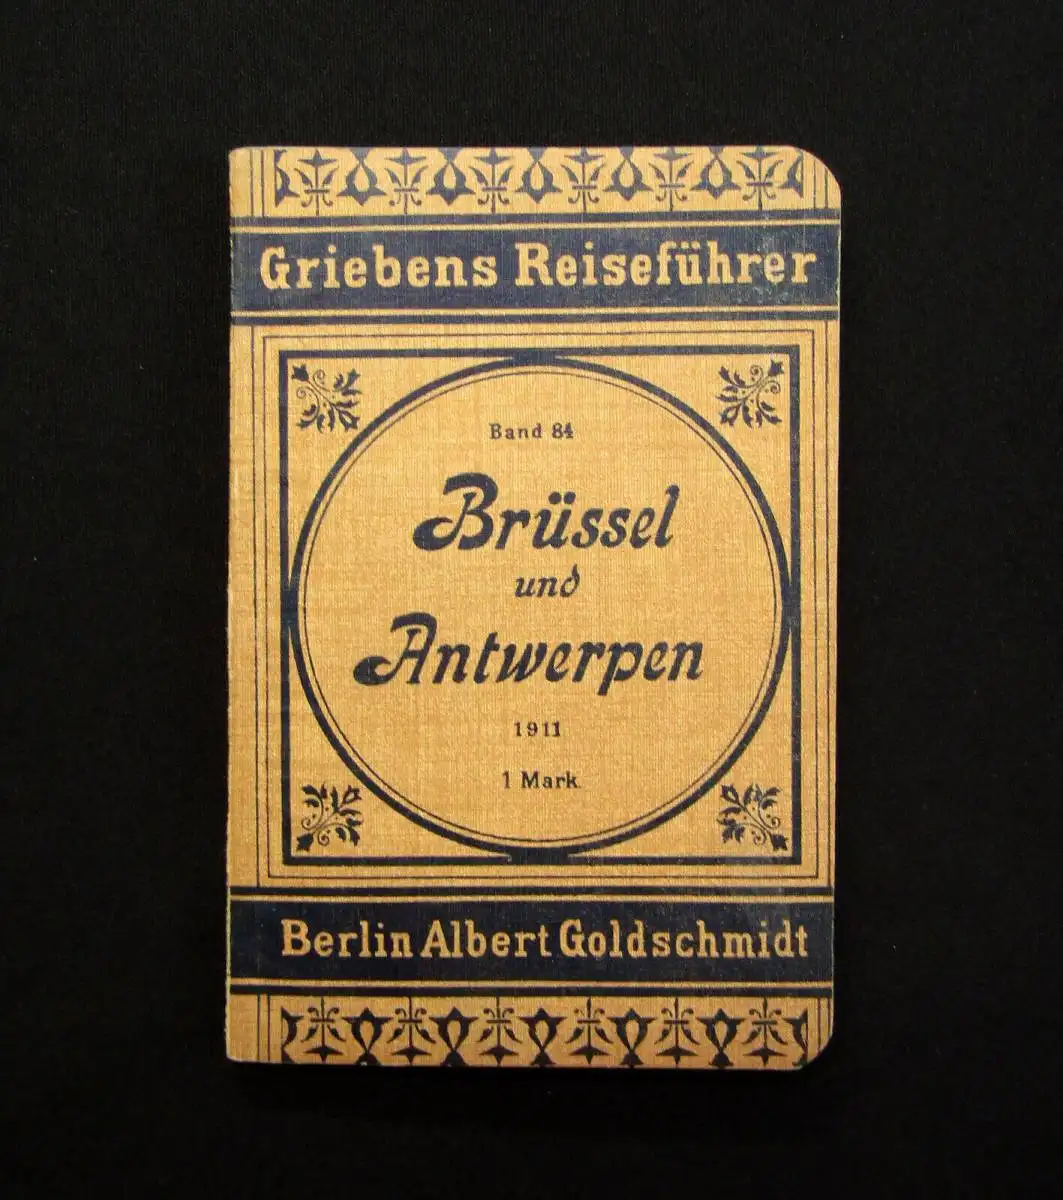 Griebens Reiseführer
Band 84
Brüssel
und
Antwerpen
1911
1 Mark.
Berlin Albert Goldschmidt